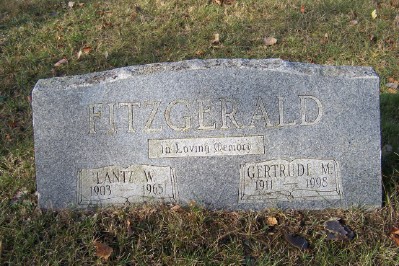 FITZGERALD
In Loving Memory
LANTZ W.
1903 — 1965
GERTRUDE M.
1911 — 1998